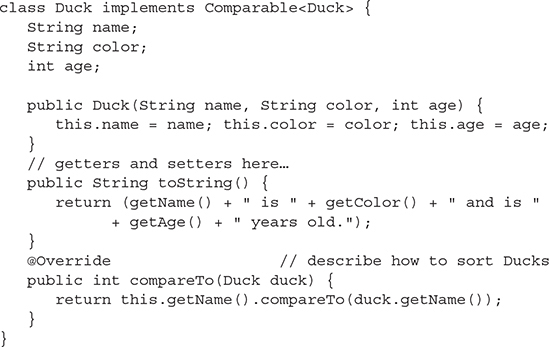 class Duck implements Comparable<Duck> {
   String name;
   String color;
   int age;

   public Duck(String name, String color, int age) {
      this.name = name; this.color = color; this.age = age;
   }
   // getters and setters here…
   public String toString() {
      return (getName() + " is " + getColor() + " and is "
            + getAge() + " years old.");
   }
   @Override                 // describe how to sort Ducks
   public int compareTo(Duck duck) {
      return this.getName().compareTo(duck.getName());
   }
}